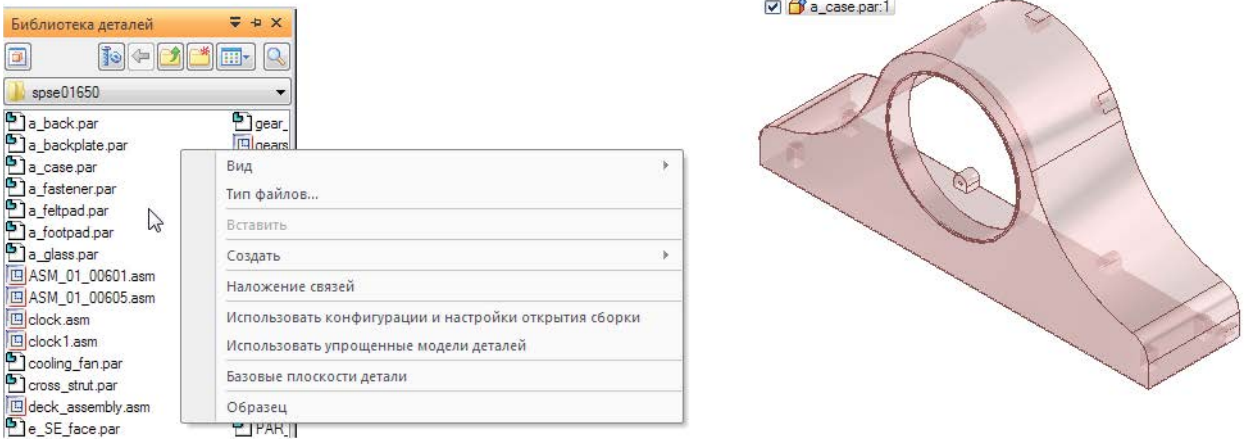 Библиотека деталей
spse01650
a_back.par
a_backplate.par
a_case.par
a_fastener.par
a_feltpad.par
a_footpad.par
a_glass.par
ASM_01_00601.asm
ASM_01_00605.asm
clock.asm
clock1.asm
cooling_fan.par
cross_strut.par
deck_assembly.asm
e_SE_face.par
gear_
gears
PAR_
Вид
Тип файлов...
Вставить
Создать
Наложение связей
Использовать конфигурации и настройки открытия сборки
Использовать упрощенные модели деталей
Базовые плоскости детали
Образец
a_case.par:1